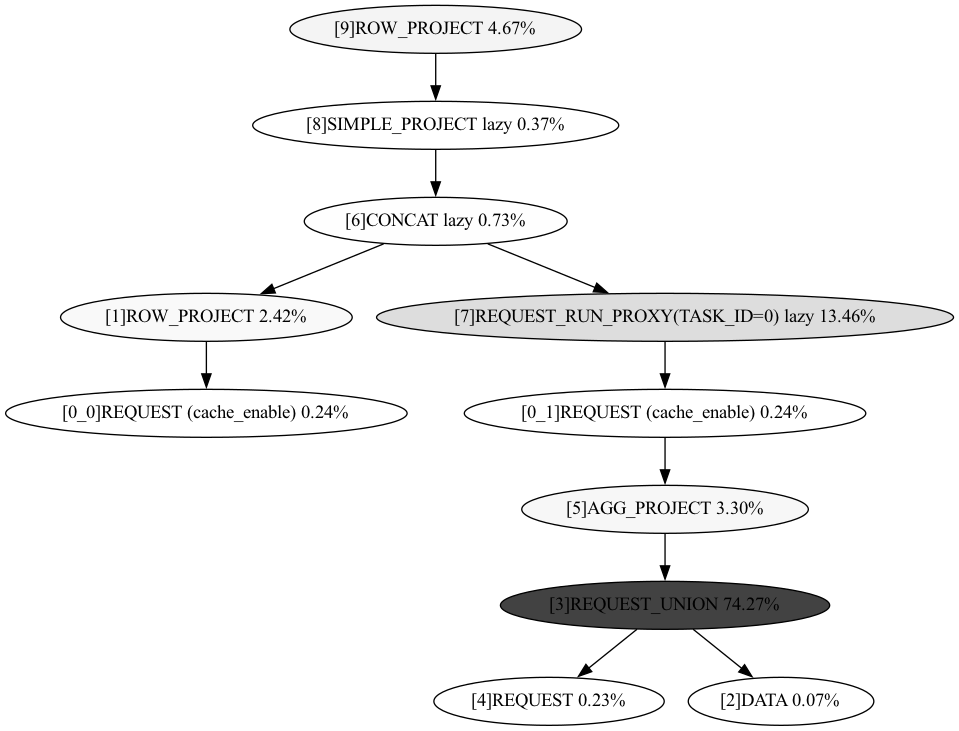 [9]ROW_PROJECT 4.67%
[8]SIMPLE_PROJECT lazy 0.37%
[6]CONCAT lazy 0.73%
[1]ROW_PROJECT 2.42%
[7]REQUEST_RUN_PROXY(TASK_ID=0) lazy 13.46%
[0_0]REQUEST (cache_enable) 0.24%
[0_1]REQUEST (cache_enable) 0.24%
[5]AGG_PROJECT 3.30%
[3]REQUEST_UNION 74.27%
[4]REQUEST 0.23%
[2]DATA 0.07%